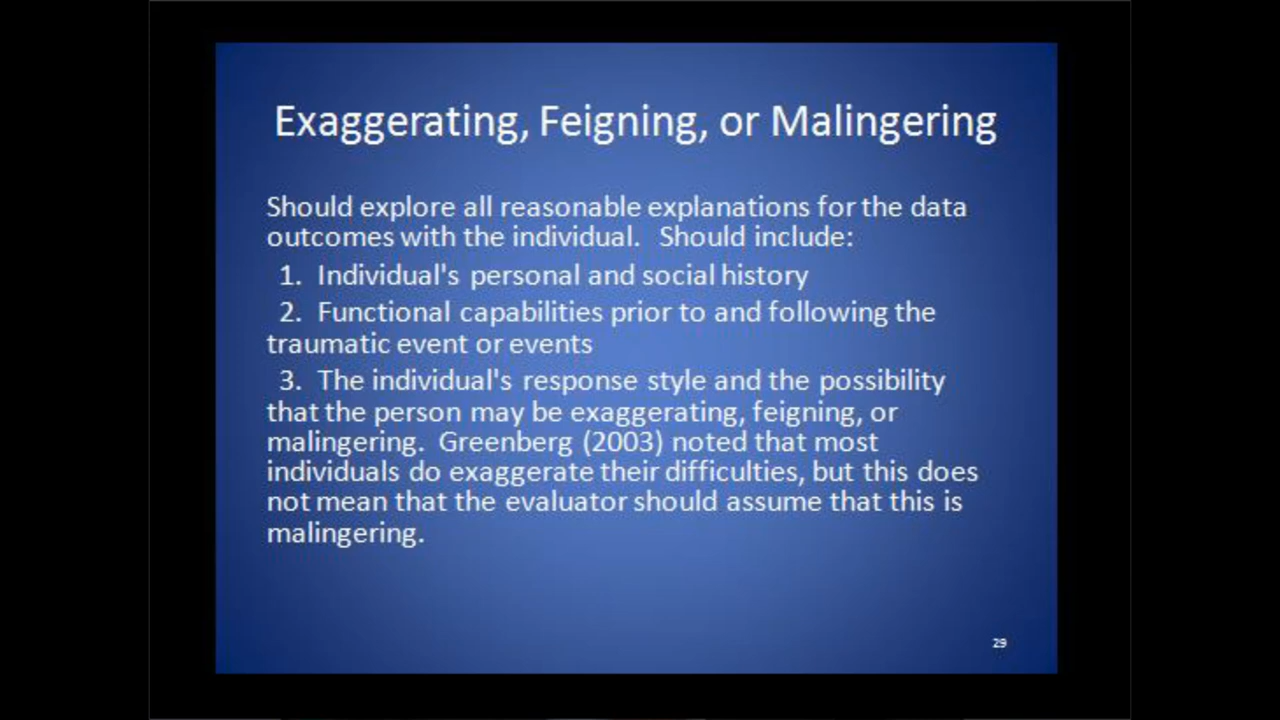 Exaggerating, Feigning, or Malingering
Should explore all reasonable explanations for the data
outcomes with the individual. Should include:
1. Individual's personal and social history
2. Functional capabilities prior to and following the
traumatic event or events
3. The individual's response style and the possibility
that the person may be exaggerating, feigning, or
malingering. Greenberg (2003) noted that most
individuals do exaggerate their difficulties, but this does
not mean that the evaluator should assume that this is
malingering.
29